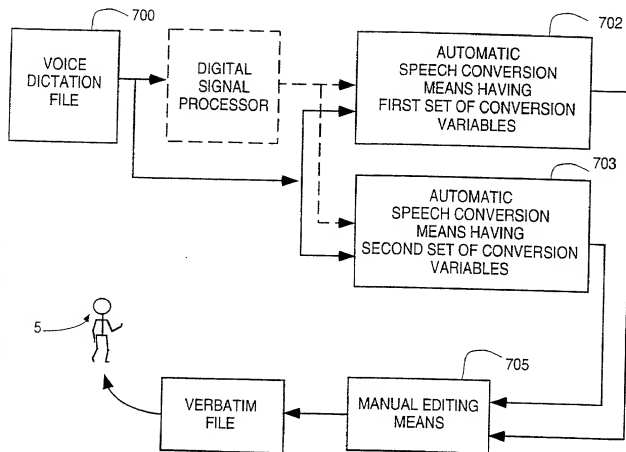 700
VOICE
DICTATION
FILE
DIGITAL
SIGNAL
PROCESSOR
702
AUTOMATIC
SPEECH CONVERSION
MEANS HAVING
FIRST SET OF CONVERSION
VARIABLES
703
AUTOMATIC
SPEECH CONVERSION
MEANS HAVING
SECOND SET OF CONVERSION
VARIABLES
5
VERBATIM
FILE
705
MANUAL EDITING
MEANS